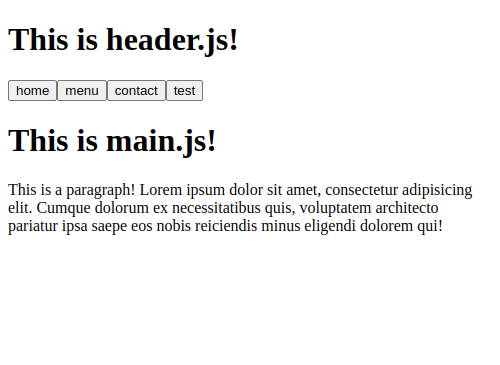 This is header.js!
home menu contact test
This is main.js!
This is a paragraph! Lorem ipsum dolor sit amet, consectetur adipisicing
elit. Cumque dolorum ex necessitatibus quis, voluptatem architecto
pariatur ipsa saepe eos nobis reiciendis minus eligendi dolorem qui!